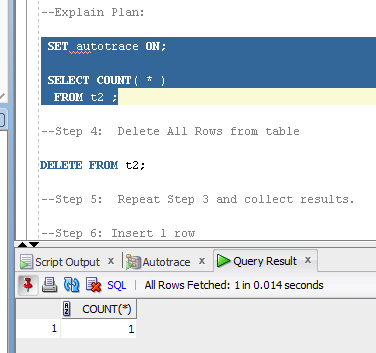 --Explain Plan:
SET autotrace ON;
SELECT COUNT( * )
FROM t2 ;
--Step 4:  Delete All Rows from table
DELETE FROM t2;
--Step 5:  Repeat Step 3 and collect results.
--Step 6: Insert 1 row
Script Output x Autotrace x Query Result x
SQL | All Rows Fetched: 1 in 0.014 seconds
COUNT(*)
1 1